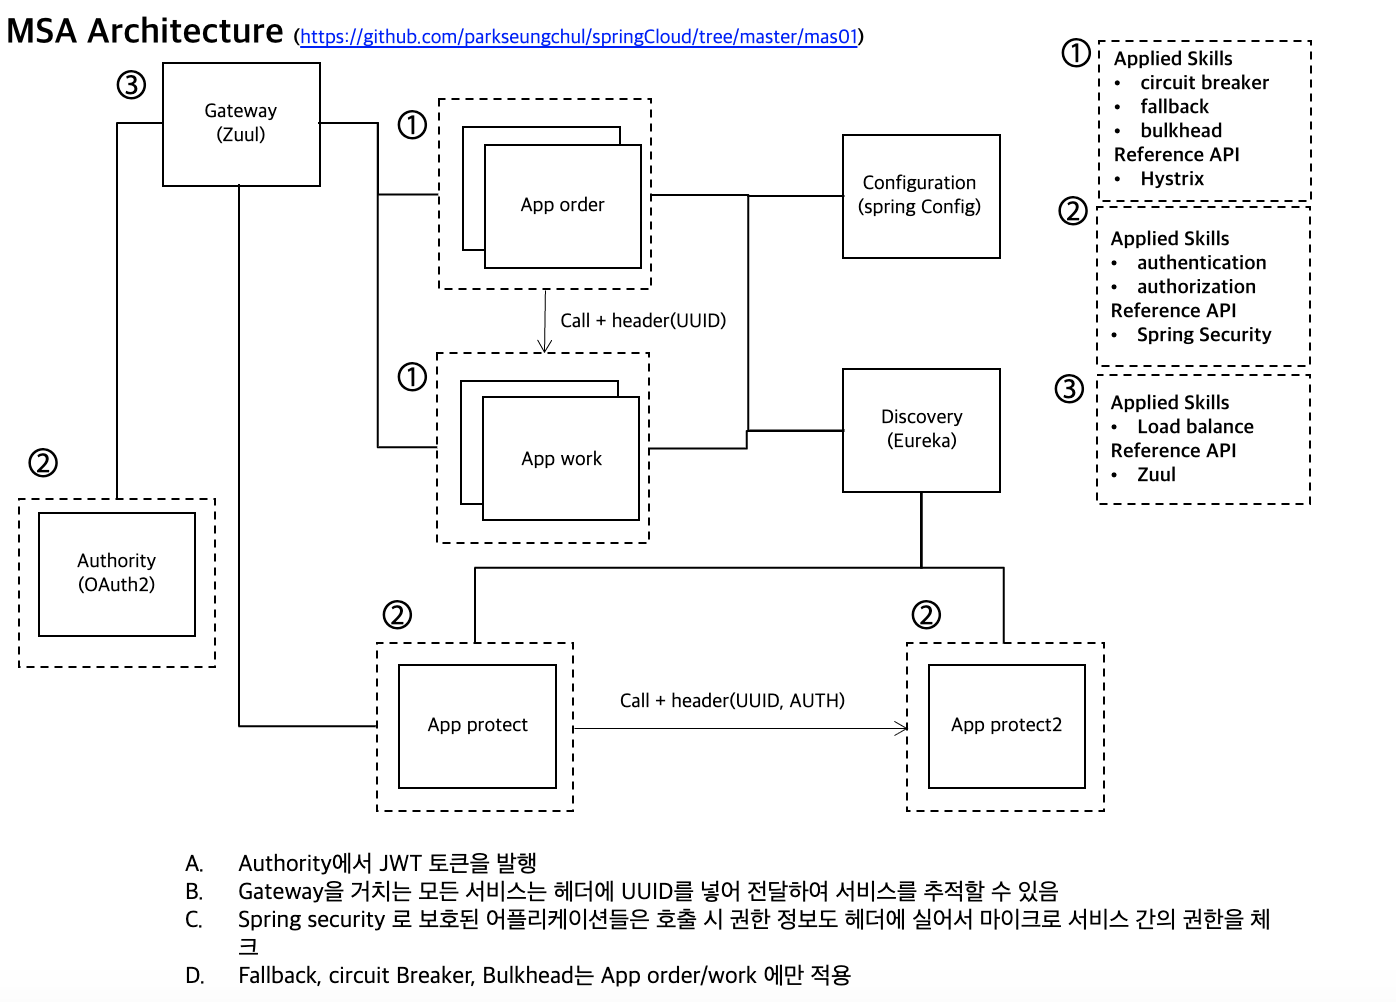 MSA Architecture (https://github.com/parkseungchul/springCloud/tree/master/mas01)
③
Gateway
(Zuul)
①
App order
Configuration
(spring Config)
①
Applied Skills
• circuit breaker
• fallback
• bulkhead
Reference API
• Hystrix
②
Applied Skills
• authentication
• authorization
Reference API
• Spring Security
③
Applied Skills
• Load balance
Reference API
• Zuul
Call + header(UUID)
①
App work
Discovery
(Eureka)
②
Authority
(OAuth2)
②
App protect
Call + header(UUID, AUTH)
②
App protect2
A. Authority에서 JWT 토큰을 발행
B. Gateway을 거치는 모든 서비스는 헤더에 UUID를 넣어 전달하여 서비스를 추적할 수 있음
C. Spring security 로 보호된 어플리케이션들은 호출 시 권한 정보도 헤더에 실어서 마이크로 서비스 간의 권한을 체
크
D. Fallback, circuit Breaker, Bulkhead는 App order/work 에만 적용